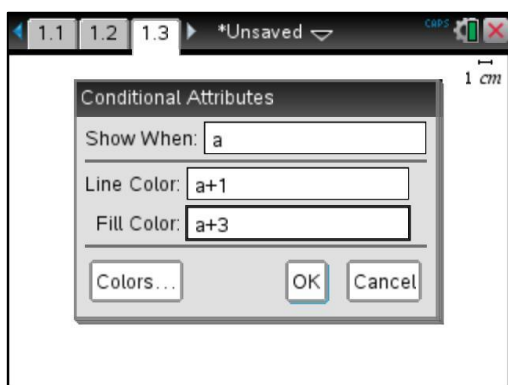 1.1 1.2 1.3 *Unsaved CAPS
1 cm
Conditional Attributes
Show When: a
Line Color: a+1
Fill Color: a+3
Colors... OK Cancel